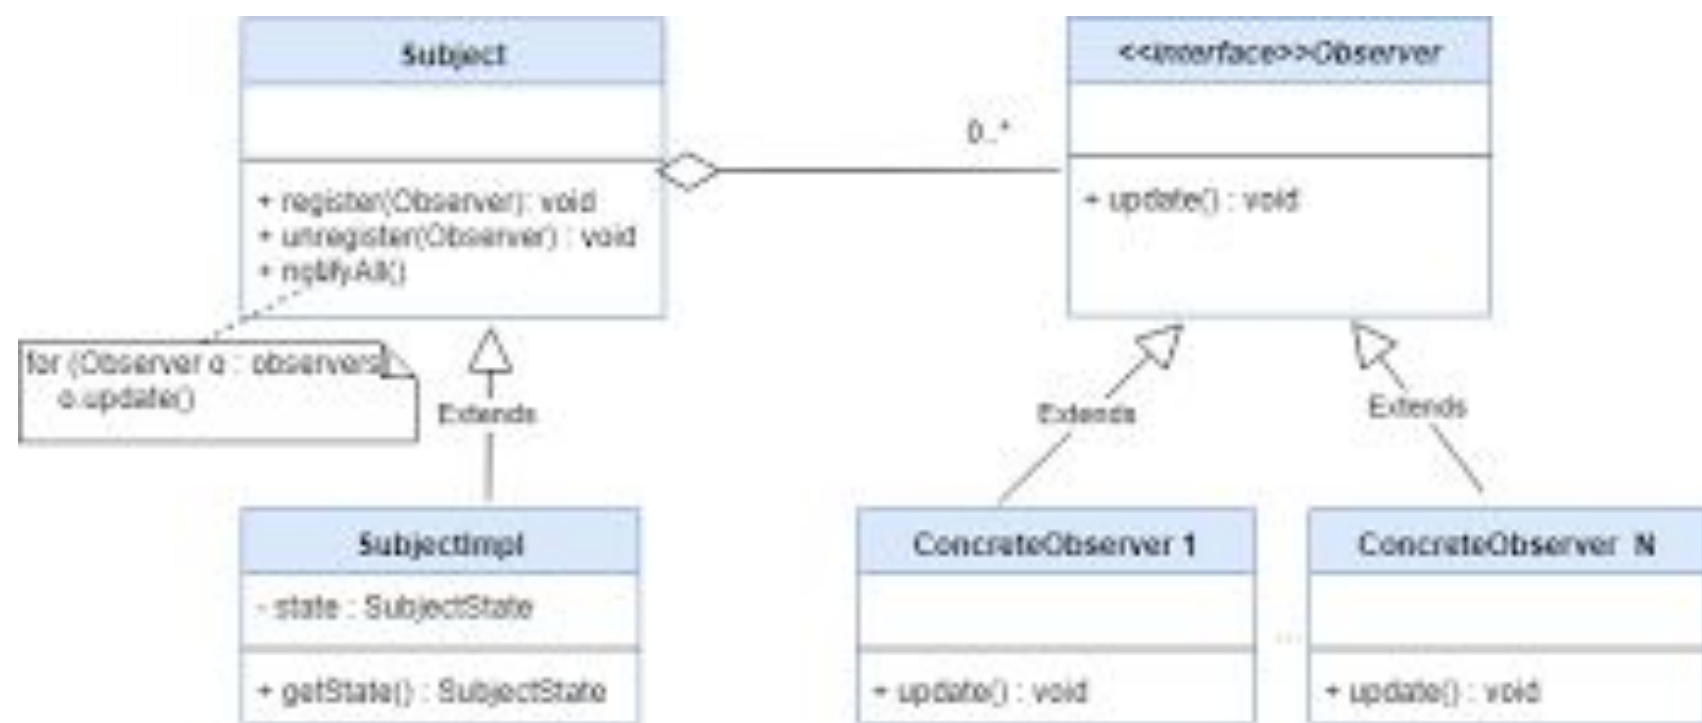 Subject
+ register(Observer): void
+ unregister(Observer) : void
+ notifyAll()
for (Observer o : observers)
o.update()
Extends
SubjectImpl
- state : SubjectState
+ getState() : SubjectState
<<interface>>Observer
0..*
+ update() : void
Extends
Extends
ConcreteObserver 1
+ update() : void
...
ConcreteObserver N
+ update() : void